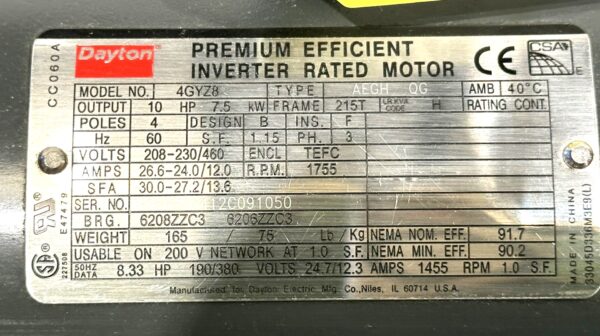 Dayton
PREMIUM EFFICIENT
INVERTER RATED MOTOR
CE
CSA
E
CC060A
MODEL NO. 4GYZ8 TYPE AEGH QG AMB 40°C
OUTPUT 10 HP 7.5 kW FRAME 215T LR KVA CODE H RATING CONT.
POLES 4 DESIGN B INS. F
Hz 60 S.F. 1.15 PH. 3
VOLTS 208-230/460 ENCL TEFC
AMPS 26.6-24.0/12.0 R.P.M. 1755
SFA 30.0-27.2/13.6
SER. NO. 12C091050
BRG. 6208ZZC3 6206ZZC3
WEIGHT 165 / 75 Lb/Kg NEMA NOM. EFF. 91.7
USABLE ON 200 V NETWORK AT 1.0 S.F. NEMA MIN. EFF. 90.2
50HZ DATA 8.33 HP 190/380 VOLTS 24.7/12.3 AMPS 1455 RPM 1.0 S.F.
Manufactured for Dayton Electric Mfg. Co., Niles, IL 60714 U.S.A.
E47479
SA
227508
MADE IN CHINA